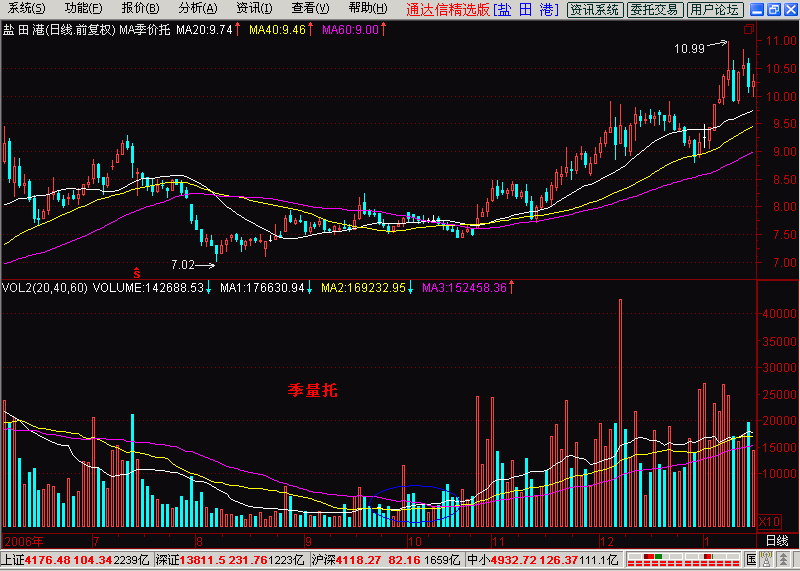 系统(S) 功能(F) 报价(B) 分析(A) 资讯(I) 查看(V) 帮助(H) 通达信精选版[盐 田 港] 资讯系统 委托交易 用户论坛
盐 田 港(日线.前复权) MA季价托 MA20:9.74↑ MA40:9.46↑ MA60:9.00↑
10.99
11.00
10.50
10.00
9.50
9.00
8.50
8.00
7.50
7.00
7.02
S
VOL2(20,40,60) VOLUME:142688.53↓ MA1:176630.94↓ MA2:169232.95↓ MA3:152458.36↑
40000
35000
30000
25000
20000
15000
10000
X10
季量托
2006年 7 8 9 10 11 12 1 日线
上证4176.48 104.34 2239亿 深证13811.5 231.76 1223亿 沪深4118.27 82.16 1659亿 中小4932.72 126.37 111.1亿 国